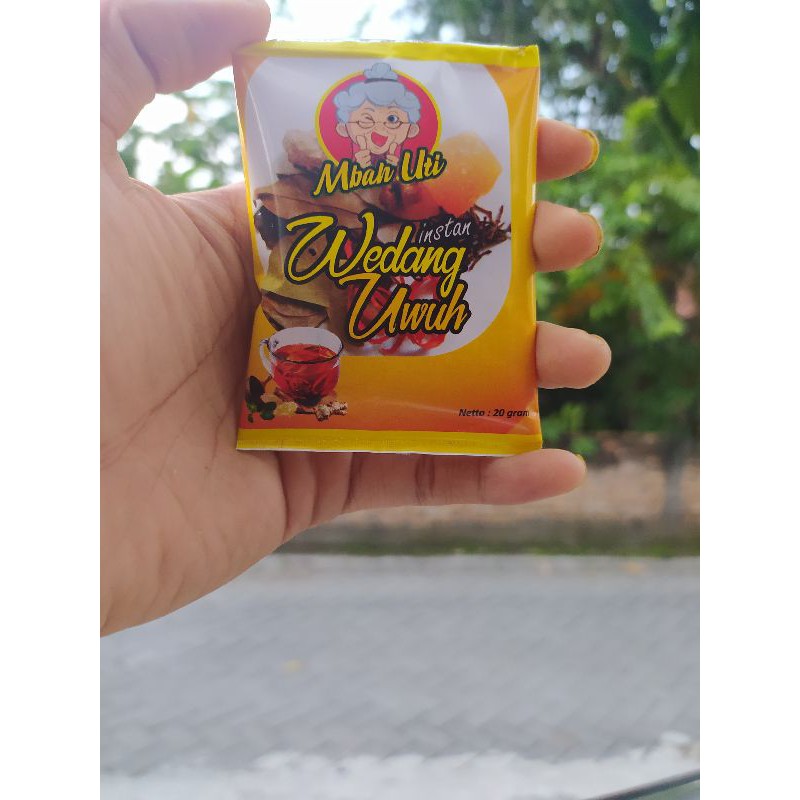 Mbah Uti
instan
Wedang
Uwuh
Netto : 20 gram